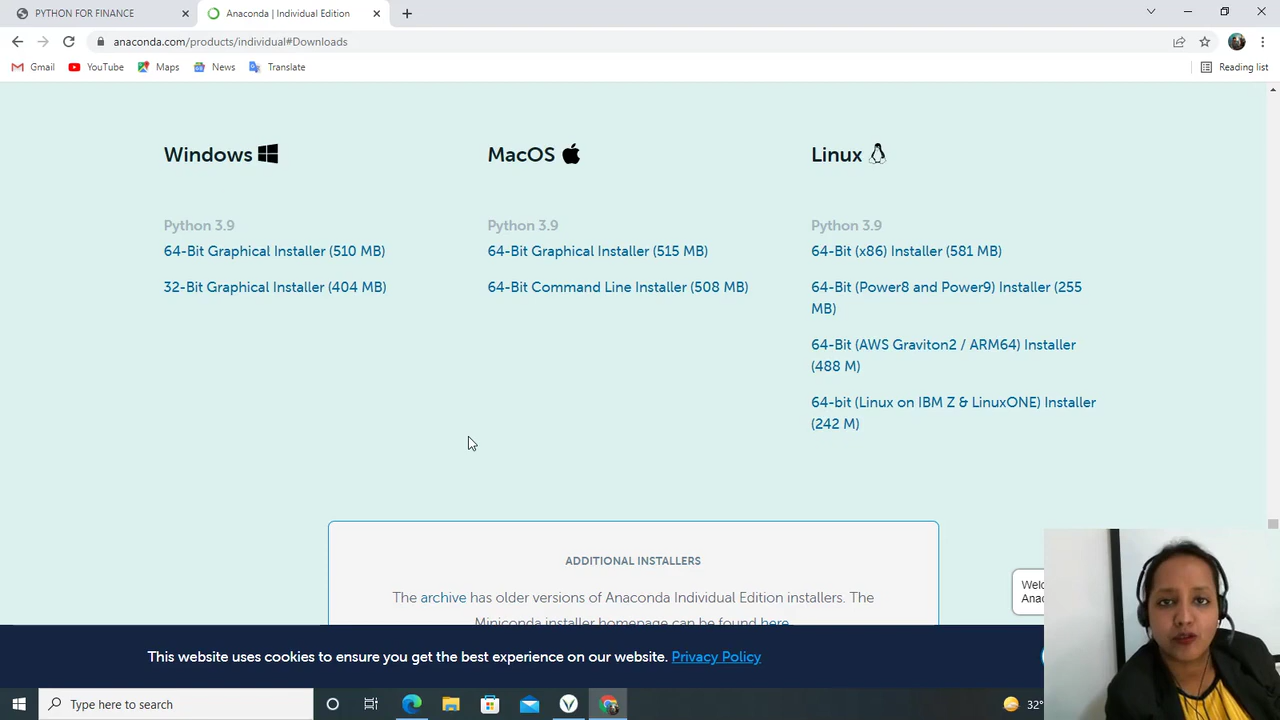 PYTHON FOR FINANCE
Anaconda | Individual Edition
anaconda.com/products/individual#Downloads
Gmail
YouTube
Maps
News
Translate
Reading list
Windows
Python 3.9
64-Bit Graphical Installer (510 MB)
32-Bit Graphical Installer (404 MB)
MacOS
Python 3.9
64-Bit Graphical Installer (515 MB)
64-Bit Command Line Installer (508 MB)
Linux
Python 3.9
64-Bit (x86) Installer (581 MB)
64-Bit (Power8 and Power9) Installer (255
MB)
64-Bit (AWS Graviton2 / ARM64) Installer
(488 M)
64-bit (Linux on IBM Z & LinuxONE) Installer
(242 M)
ADDITIONAL INSTALLERS
The archive has older versions of Anaconda Individual Edition installers. The
Miniconda installer homepage can be found here.
This website uses cookies to ensure you get the best experience on our website. Privacy Policy
Type here to search
32°